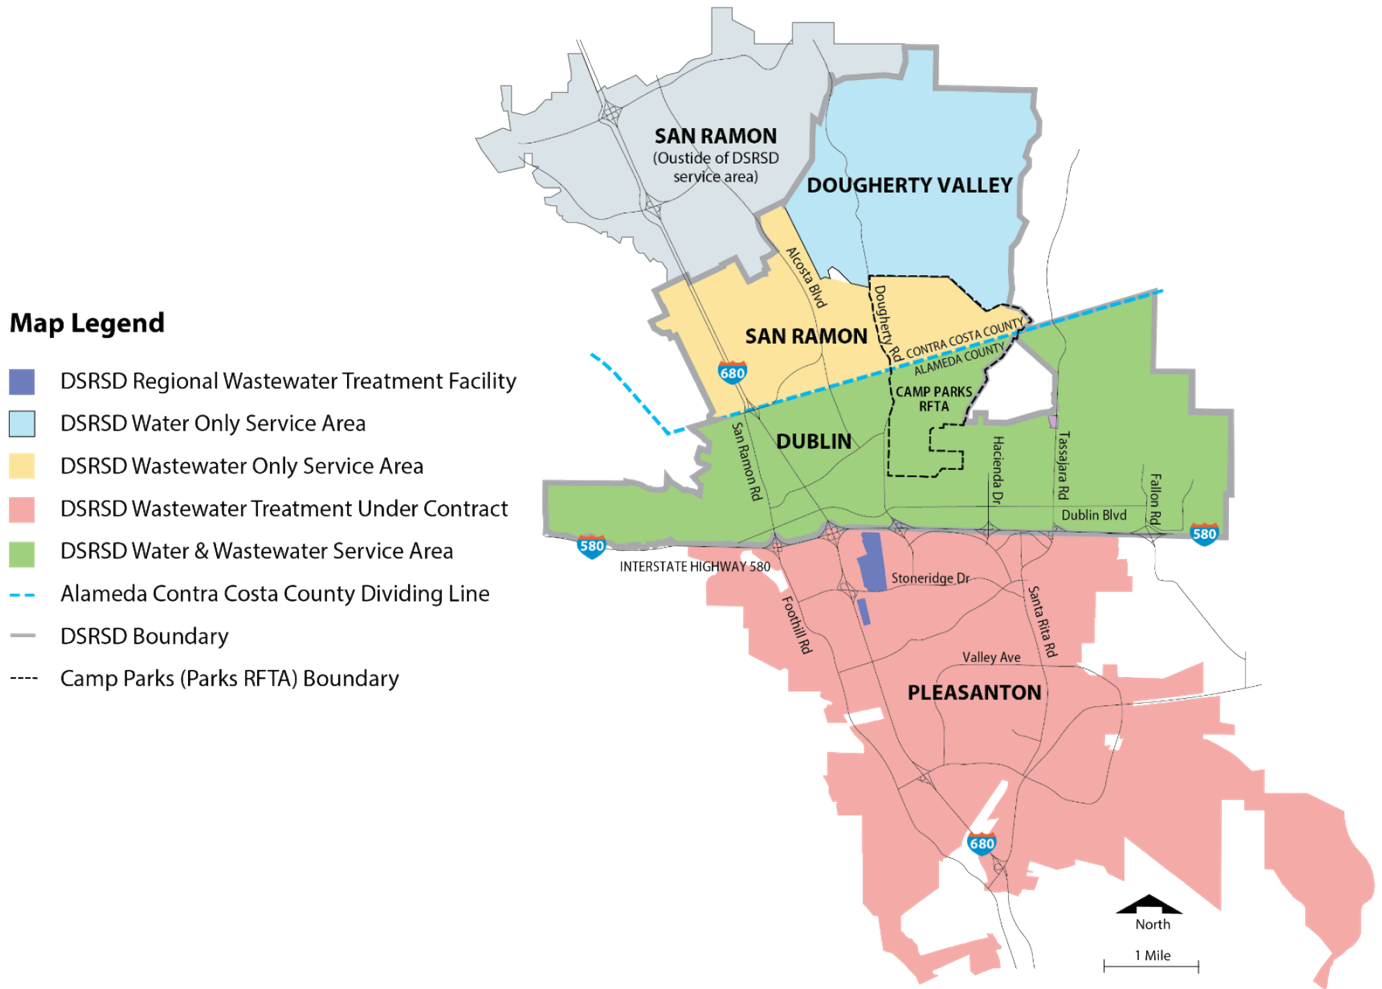 SAN RAMON
(Oustide of DSRSD
service area)
DOUGHERTY VALLEY
Alcosta Blvd
Dougherty Rd
SAN RAMON
CONTRA COSTA COUNTY
ALAMEDA COUNTY
680
CAMP PARKS
RFTA
DUBLIN
San Ramon Rd
Hacienda Dr
Tassajara Rd
Fallon Rd
Dublin Blvd
580
580
INTERSTATE HIGHWAY 580
Stoneridge Dr
Foothill Rd
Santa Rita Rd
Valley Ave
PLEASANTON
680
North
1 Mile
Map Legend
DSRSD Regional Wastewater Treatment Facility
DSRSD Water Only Service Area
DSRSD Wastewater Only Service Area
DSRSD Wastewater Treatment Under Contract
DSRSD Water & Wastewater Service Area
Alameda Contra Costa County Dividing Line
DSRSD Boundary
Camp Parks (Parks RFTA) Boundary